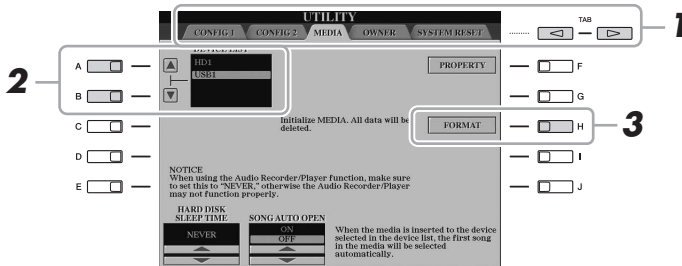 UTILITY
CONFIG 1 CONFIG 2 MEDIA OWNER SYSTEM RESET
TAB
1
DEVICE LIST
2
A
HD1
USB1
PROPERTY
F
B
G
C
Initialize MEDIA. All data will be
deleted.
FORMAT
H
3
D
I
NOTICE
When using the Audio Recorder/Player function, make sure
to set this to "NEVER," otherwise the Audio Recorder/Player
may not function properly.
E
J
HARD DISK
SLEEP TIME
NEVER
SONG AUTO OPEN
ON
OFF
When the media is inserted to the device
selected in the device list, the first song
in the media will be selected
automatically.